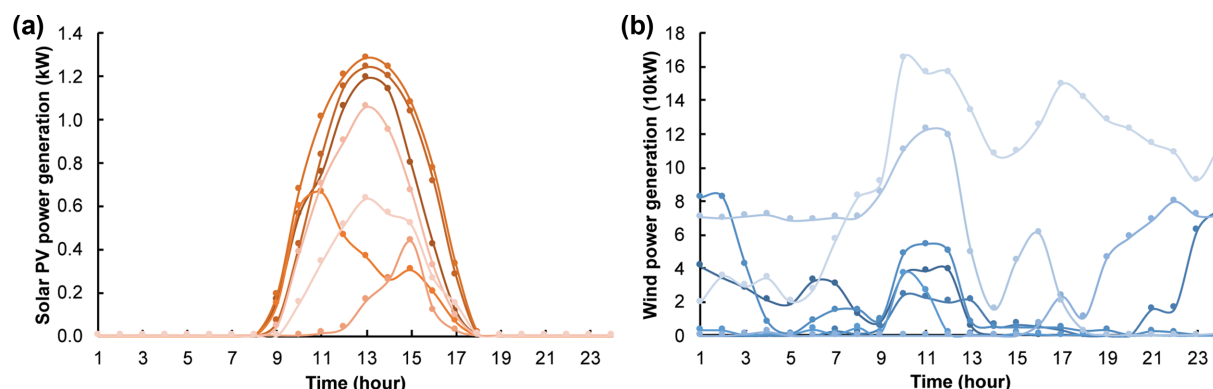 (a)
Solar PV power generation (kW)
1.4
1.2
1.0
0.8
0.6
0.4
0.2
0.0
1 3 5 7 9 11 13 15 17 19 21 23
Time (hour)
(b)
Wind power generation (10kW)
18
16
14
12
10
8
6
4
2
0
1 3 5 7 9 11 13 15 17 19 21 23
Time (hour)